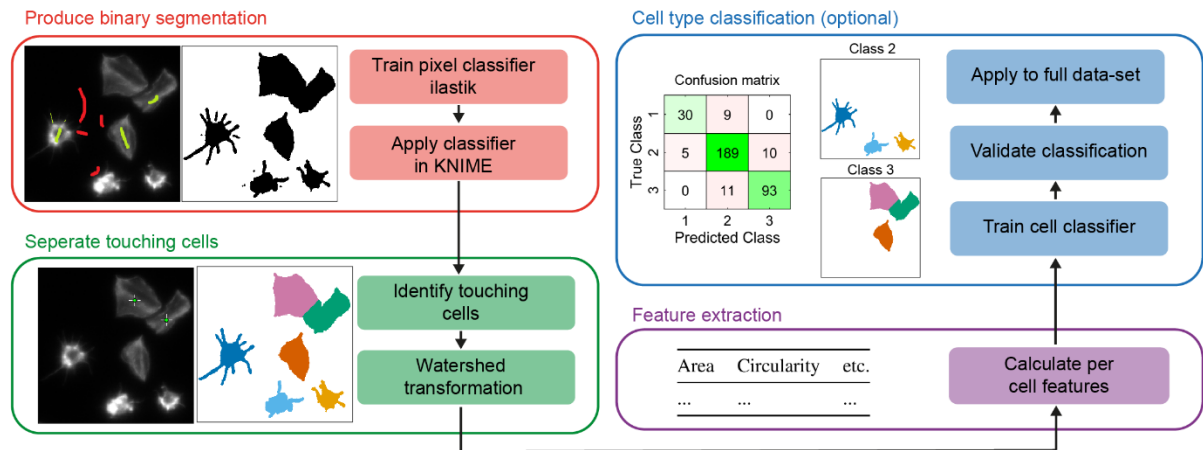 Produce binary segmentation
Train pixel classifier
ilastik
Apply classifier
in KNIME
Seperate touching cells
Identify touching
cells
Watershed
transformation
Cell type classification (optional)
Confusion matrix
True Class
1 30 9 0
2 5 189 10
3 0 11 93
1 2 3
Predicted Class
Class 2
Class 3
Apply to full data-set
Validate classification
Train cell classifier
Feature extraction
Area Circularity etc.
... ... ...
Calculate per
cell features